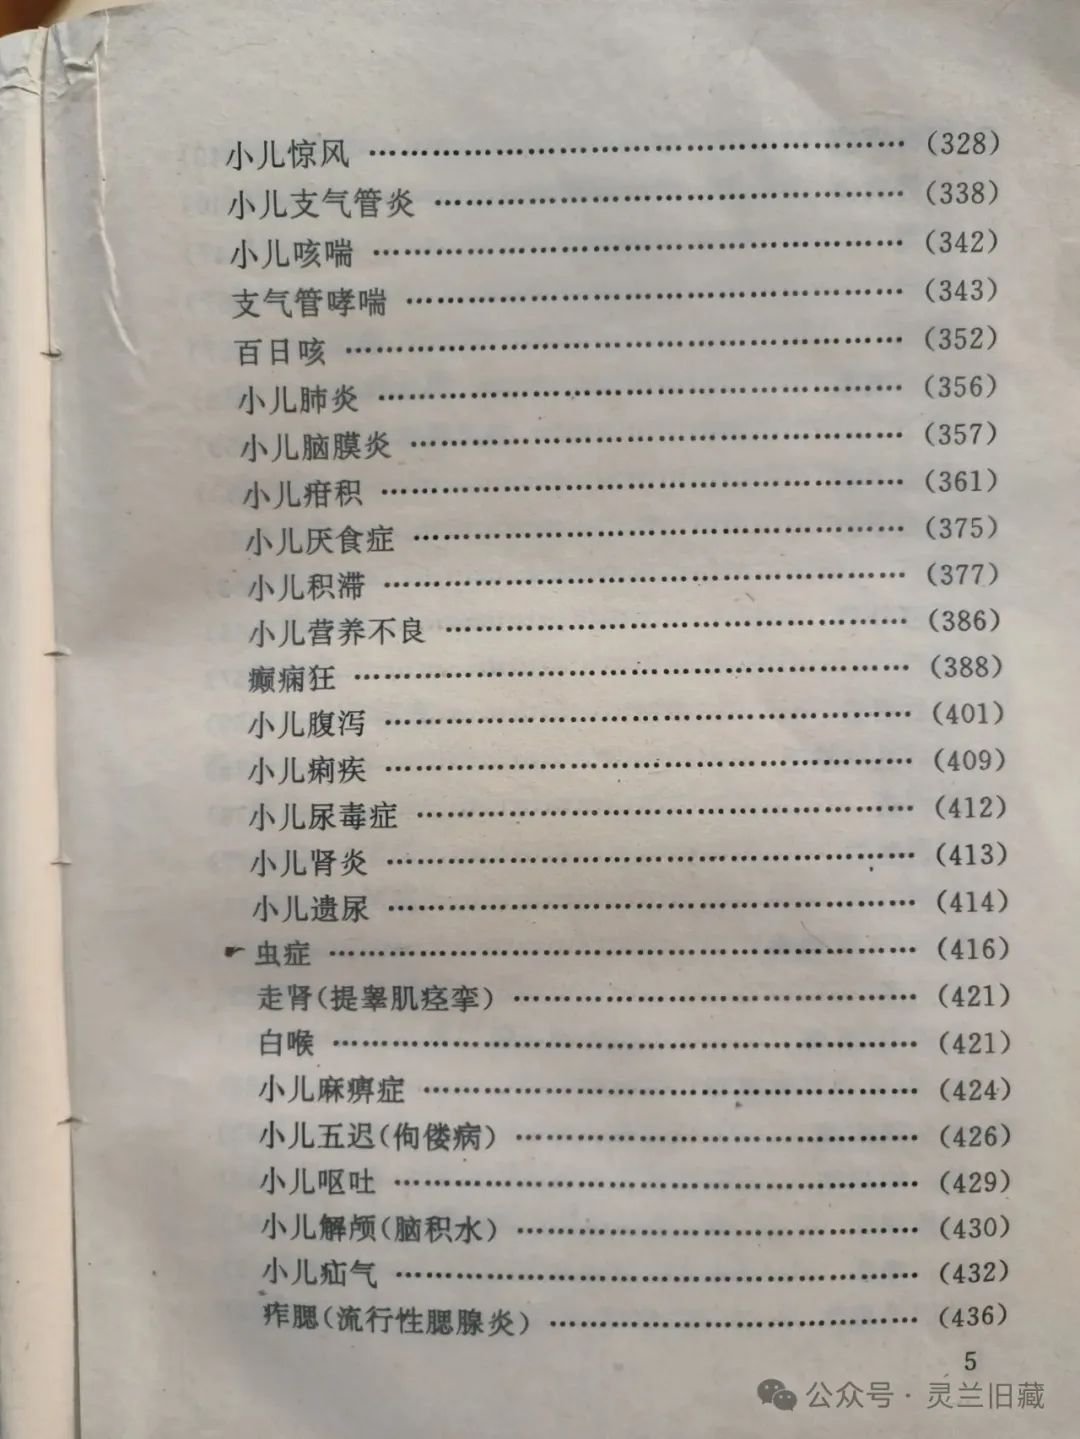 小儿惊风 ………………………………………… (328)
小儿支气管炎 ………………………………………… (338)
小儿咳喘 ………………………………………… (342)
支气管哮喘 ………………………………………… (343)
百日咳 ………………………………………… (352)
小儿肺炎 ………………………………………… (356)
小儿脑膜炎 ………………………………………… (357)
小儿疳积 ………………………………………… (361)
小儿厌食症 ………………………………………… (375)
小儿积滞 ………………………………………… (377)
小儿营养不良 ………………………………………… (386)
癫痫狂 ………………………………………… (388)
小儿腹泻 ………………………………………… (401)
小儿痢疾 ………………………………………… (409)
小儿尿毒症 ………………………………………… (412)
小儿肾炎 ………………………………………… (413)
小儿遗尿 ………………………………………… (414)
虫症 ………………………………………… (416)
走肾(提睾肌痉挛) ………………………………… (421)
白喉 ………………………………………… (421)
小儿麻痹症 ………………………………………… (424)
小儿五迟(佝偻病) ………………………………… (426)
小儿呕吐 ………………………………………… (429)
小儿解颅(脑积水) ………………………………… (430)
小儿疝气 ………………………………………… (432)
痄腮(流行性腮腺炎) ……………………………… (436)
5
公众号·灵兰旧藏